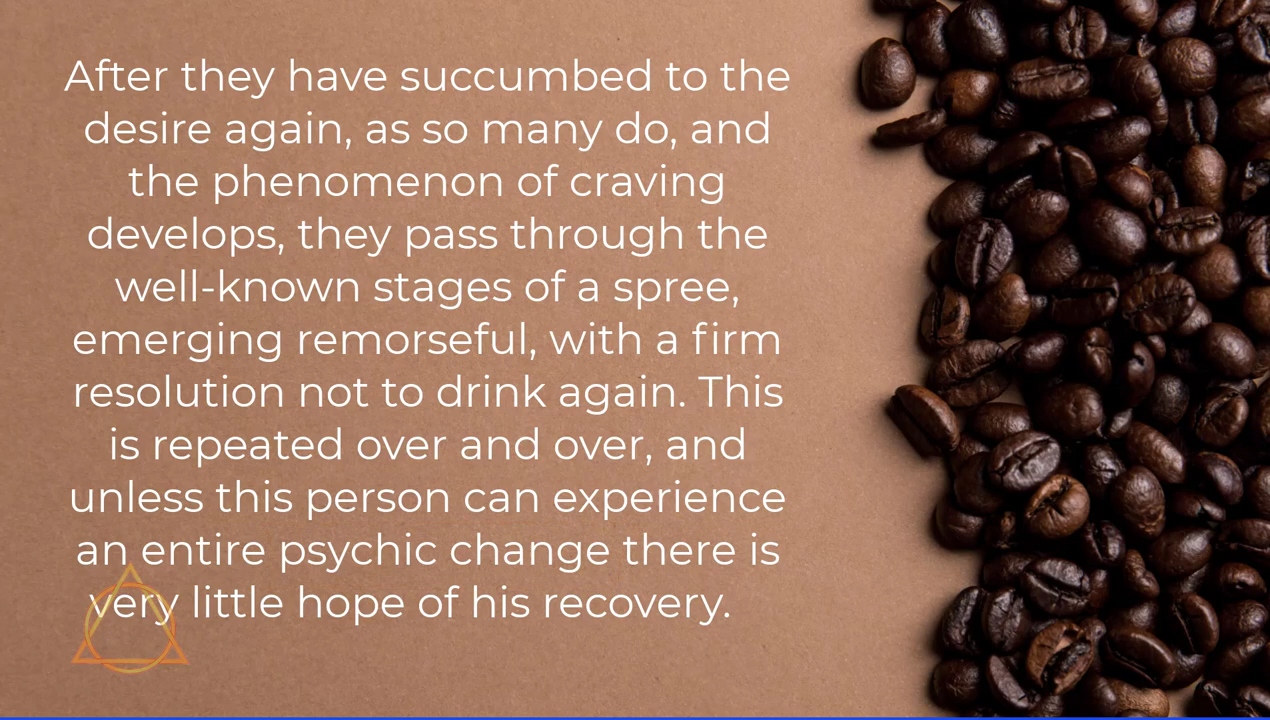 After they have succumbed to the
desire again, as so many do, and
the phenomenon of craving
develops, they pass through the
well-known stages of a spree,
emerging remorseful, with a firm
resolution not to drink again. This
is repeated over and over, and
unless this person can experience
an entire psychic change there is
very little hope of his recovery.